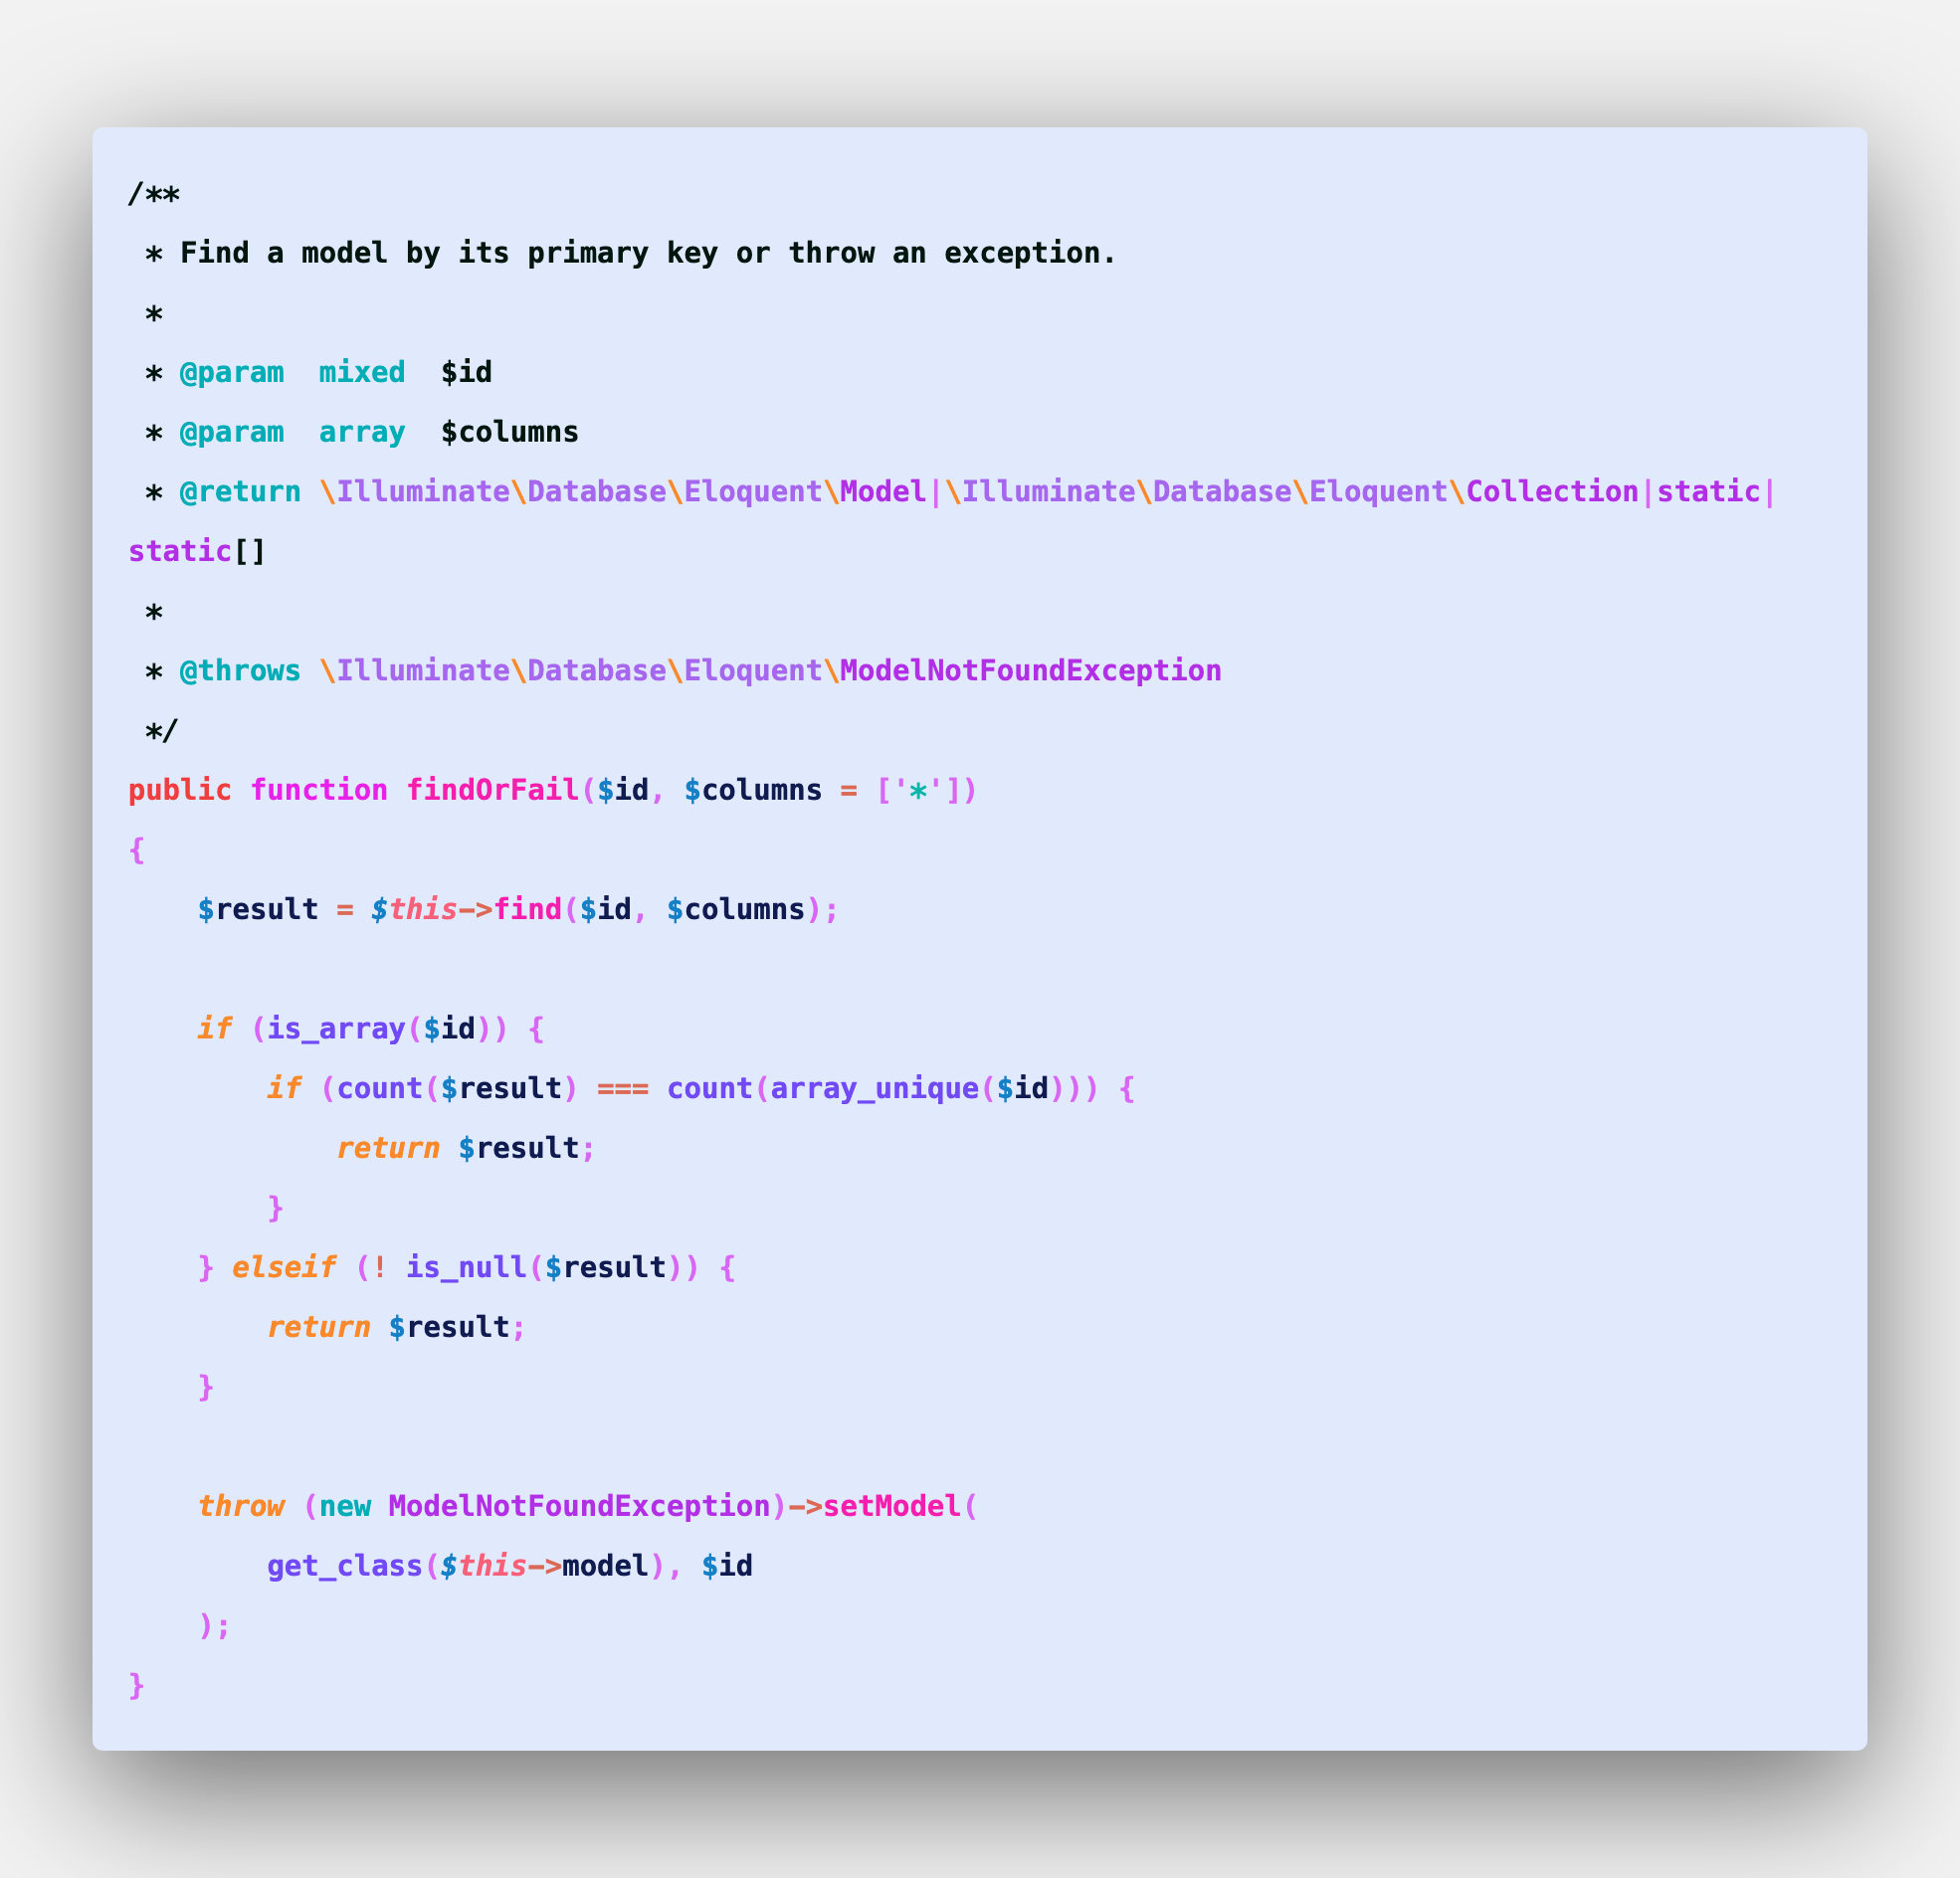 /**
 * Find a model by its primary key or throw an exception.
 *
 * @param  mixed  $id
 * @param  array  $columns
 * @return \Illuminate\Database\Eloquent\Model|\Illuminate\Database\Eloquent\Collection|static|
static[]
 *
 * @throws \Illuminate\Database\Eloquent\ModelNotFoundException
 */
public function findOrFail($id, $columns = ['*'])
{
    $result = $this->find($id, $columns);

    if (is_array($id)) {
        if (count($result) === count(array_unique($id))) {
            return $result;
        }
    } elseif (! is_null($result)) {
        return $result;
    }

    throw (new ModelNotFoundException)->setModel(
        get_class($this->model), $id
    );
}